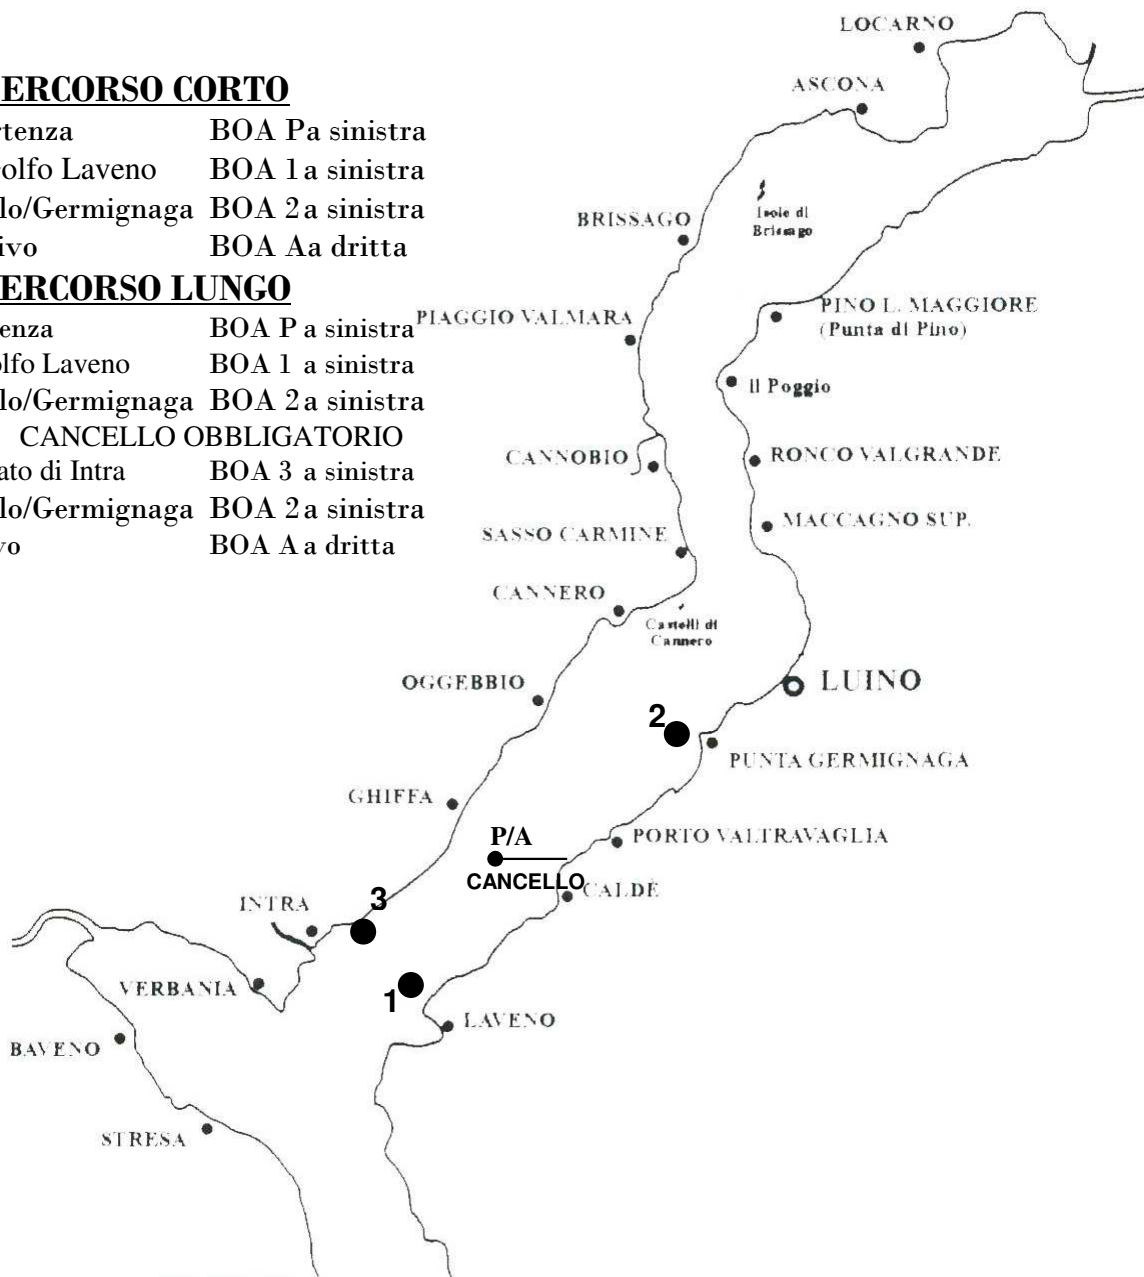 ERCORSO CORTO
tenza BOA Pa sinistra
olfo Laveno BOA 1a sinistra
lo/Germignaga BOA 2a sinistra
ivo BOA Aa dritta
ERCORSO LUNGO
enza BOA P a sinistra
lfo Laveno BOA 1 a sinistra
lo/Germignaga BOA 2a sinistra
CANCELLO OBBLIGATORIO
ato di Intra BOA 3 a sinistra
lo/Germignaga BOA 2a sinistra
vo BOA A a dritta
LOCARNO
ASCONA
Isole di
Brissago
BRISSAGO
PINO L. MAGGIORE
(Punta di Pino)
PIAGGIO VALMARA
Il Poggio
CANNOBIO
RONCO VALGRANDE
MACCAGNO SUP.
SASSO CARMINE
CANNERO
Castelli di
Cannero
OGGEBBIO
LUINO
2
PUNTA GERMIGNAGA
GHIFFA
P/A
PORTO VALTRAVAGLIA
CANCELLO
CALDÈ
3
INTRA
VERBANIA
1
LAVENO
BAVENO
STRESA